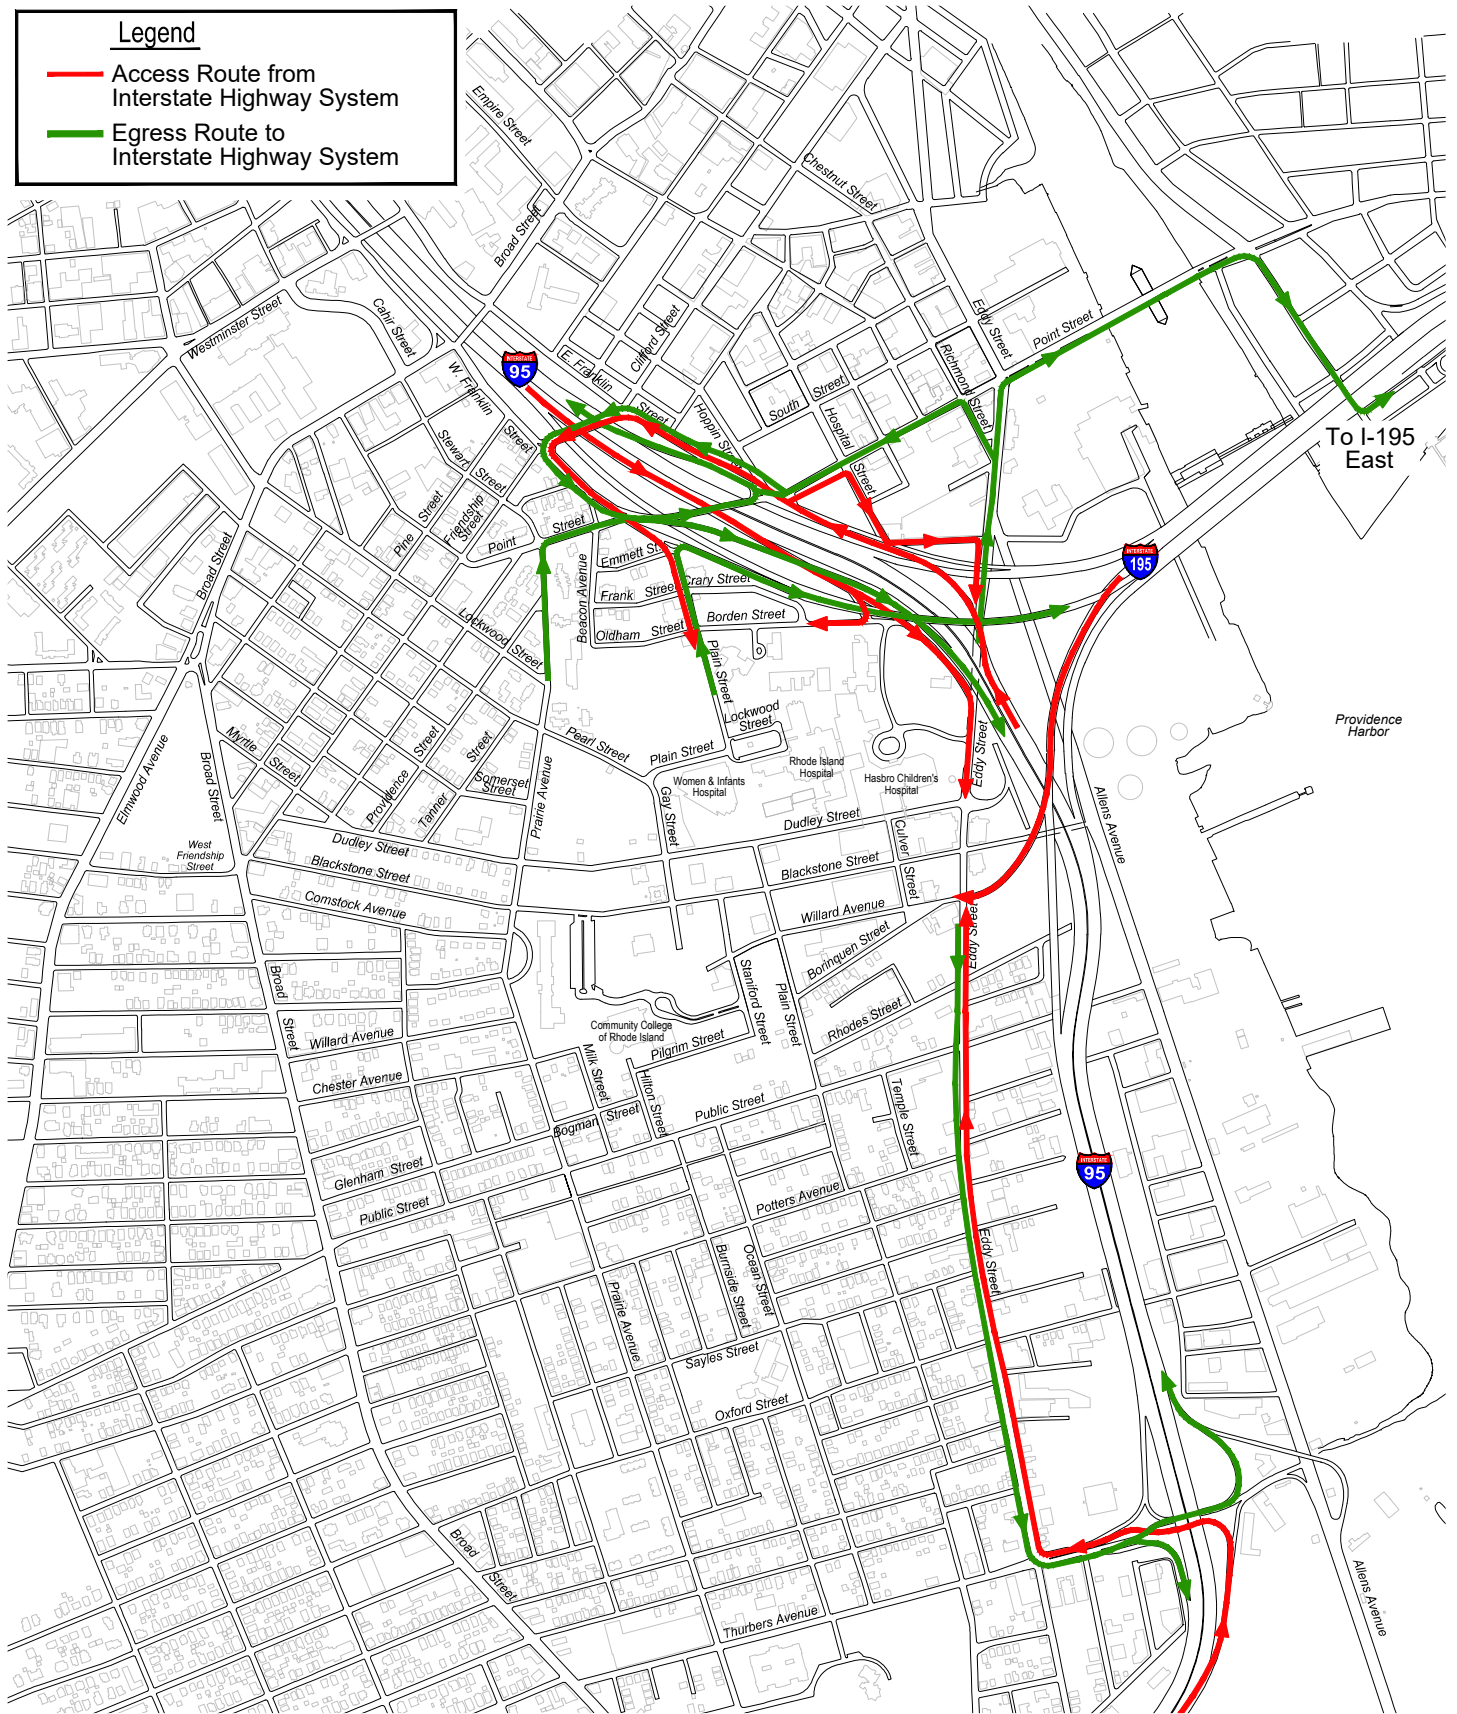 Legend
Access Route from
Interstate Highway System
Egress Route to
Interstate Highway System
Empire Street
Chestnut Street
Broad Street
Westminster Street
Cahir Street
W. Franklin
Street
INTERSTATE
95
E. Franklin
Street
Clifford Street
Hoppin Street
South Street
Hospital
Street
Richmond Street
Eddy Street
Point Street
To I-195
East
Stewart
Street
Friendship
Street
Pine Street
Point Street
Broad Street
Beacon Avenue
Emmett St.
Frank Street
Crary Street
Oldham Street
Borden Street
INTERSTATE
195
Lockwood
Street
Plain Street
Lockwood
Street
Plain Street
Pearl Street
Gay Street
Eddy Street
Providence
Harbor
Rhode Island
Hospital
Women & Infants
Hospital
Hasbro Children's
Hospital
Elmwood Avenue
Broad Street
Myrtle
Street
Providence Street
Tanner Street
Somerset
Street
Prairie Avenue
Allens Avenue
West
Friendship
Street
Dudley Street
Blackstone Street
Comstock Avenue
Dudley Street
Blackstone Street
Culver
Street
Willard Avenue
Borinquen Street
Eddy Street
Staniford Street
Plain Street
Rhodes Street
Broad
Street
Willard Avenue
Chester Avenue
Community College
of Rhode Island
Pilgrim Street
Milk Street
Hilton Street
Bogman Street
Public Street
Temple Street
Glenham Street
Public Street
Potters Avenue
INTERSTATE
95
Eddy Street
Ocean Street
Burnside Street
Prairie Avenue
Sayles Street
Oxford Street
Broad
Street
Thurbers Avenue
Allens Avenue